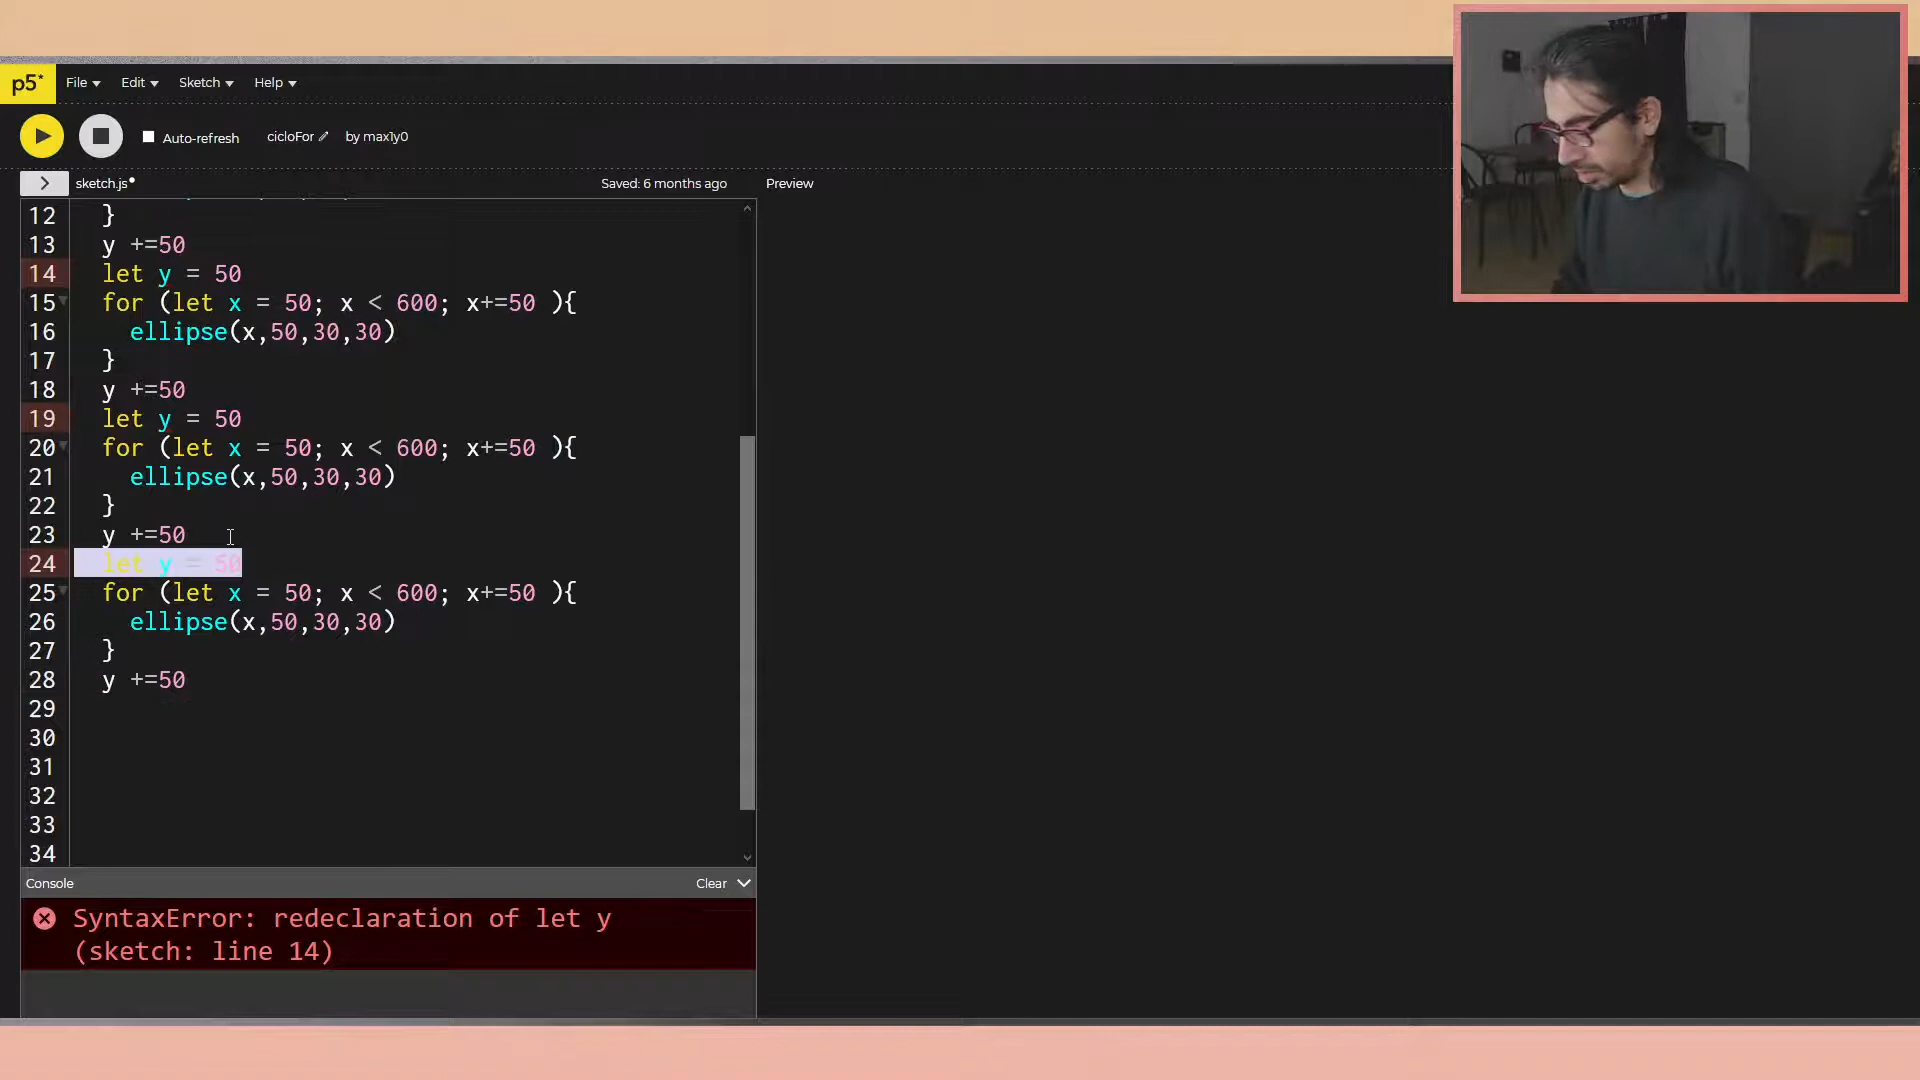 p5*
File Edit Sketch Help
Auto-refresh cicloFor by max1y0
sketch.js Saved: 6 months ago Preview
12 }
13 y +=50
14 let y = 50
15 for (let x = 50; x < 600; x+=50 ){
16 ellipse(x,50,30,30)
17 }
18 y +=50
19 let y = 50
20 for (let x = 50; x < 600; x+=50 ){
21 ellipse(x,50,30,30)
22 }
23 y +=50
24 let y = 50
25 for (let x = 50; x < 600; x+=50 ){
26 ellipse(x,50,30,30)
27 }
28 y +=50
29
30
31
32
33
34
Console Clear
SyntaxError: redeclaration of let y
(sketch: line 14)